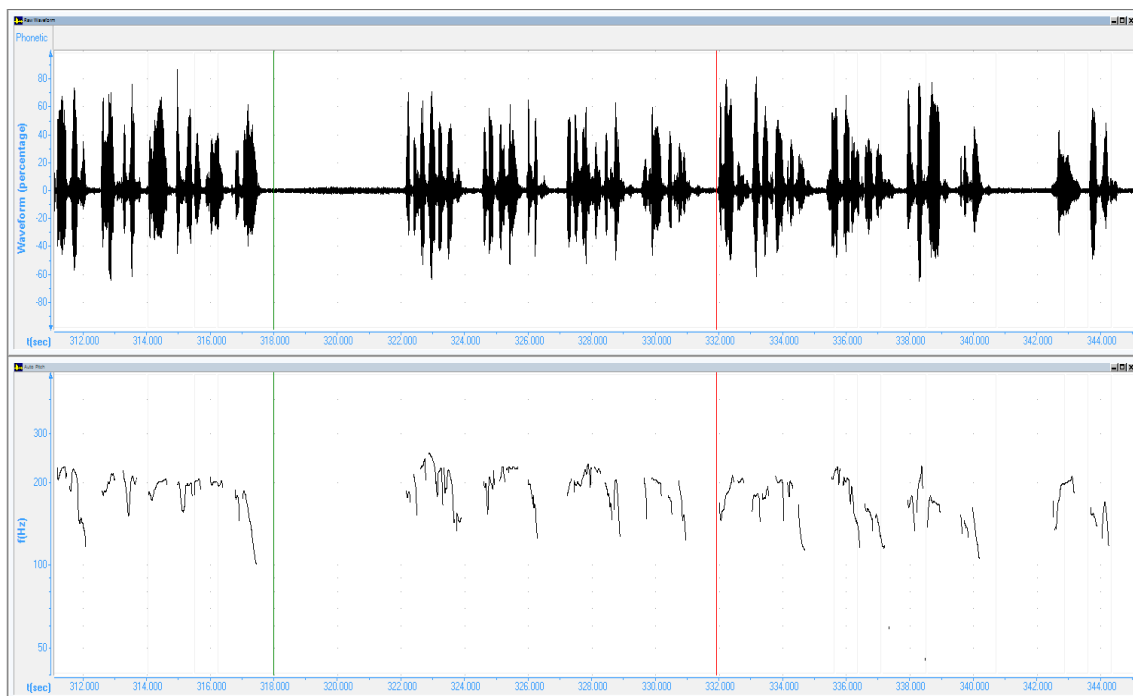 Raw Waveform
Phonetic
Waveform (percentage)
80
60
40
20
0
-20
-40
-60
-80
t(sec) 312.000 314.000 316.000 318.000 320.000 322.000 324.000 326.000 328.000 330.000 332.000 334.000 336.000 338.000 340.000 342.000 344.000
Auto Pitch
f(Hz)
300
200
100
50
t(sec) 312.000 314.000 316.000 318.000 320.000 322.000 324.000 326.000 328.000 330.000 332.000 334.000 336.000 338.000 340.000 342.000 344.000